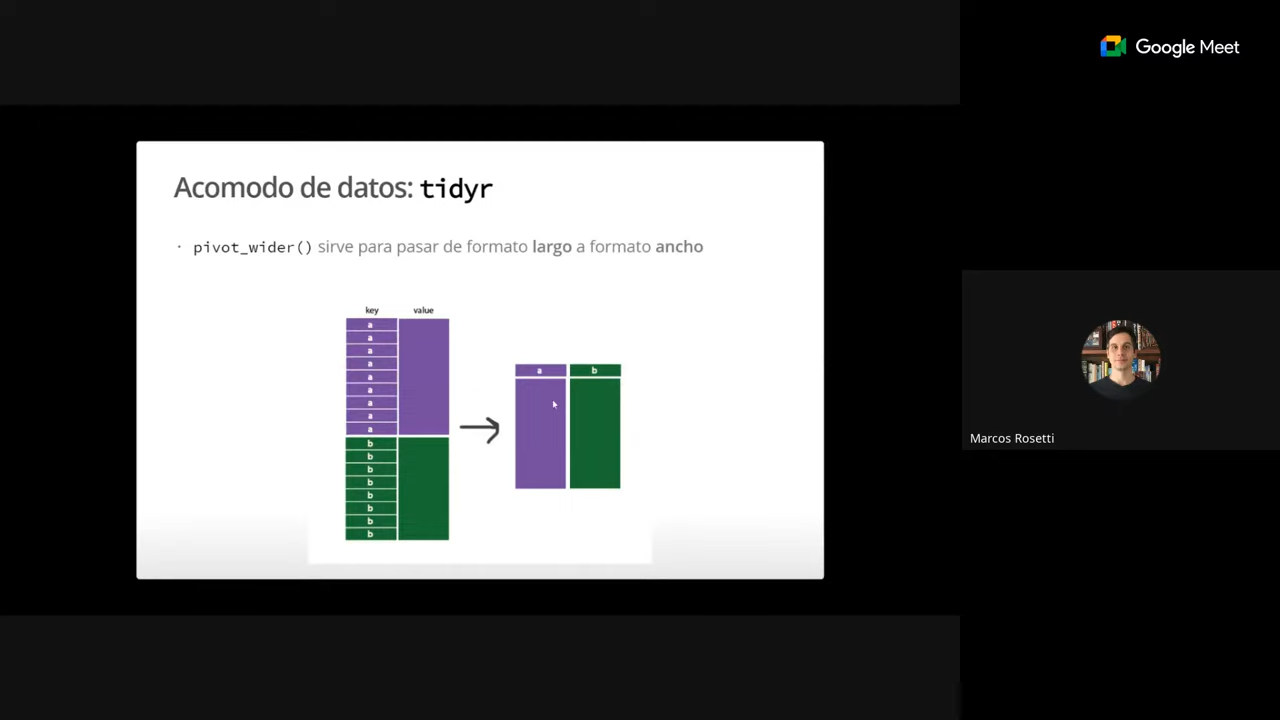 Google Meet
Acomodo de datos: tidyr
· pivot_wider() sirve para pasar de formato largo a formato ancho
key value
a
a
a
a
a
a
a
a
a
b
b
b
b
b
b
b
b
a b
Marcos Rosetti